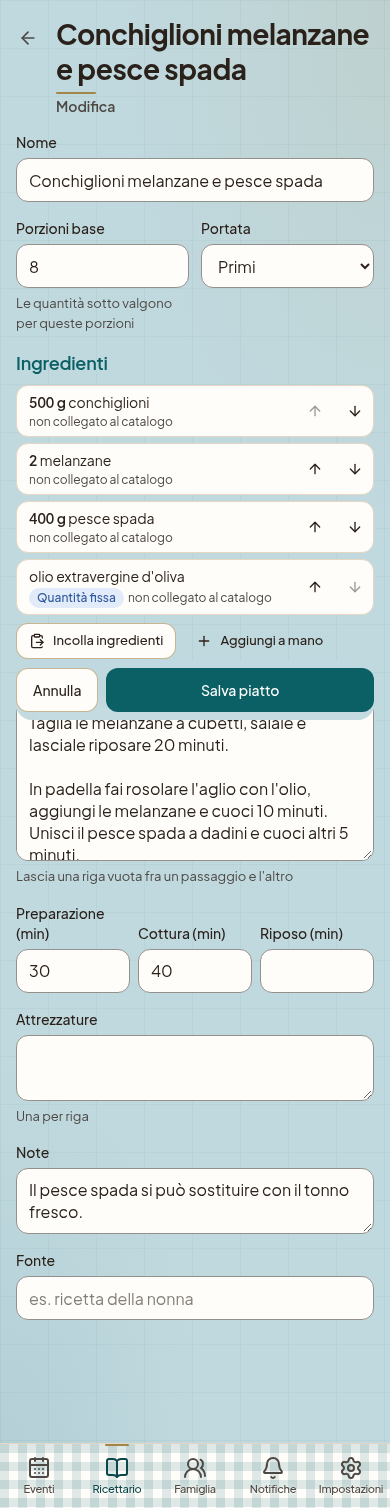 Conchiglioni melanzane
e pesce spada
Modifica
Nome
Conchiglioni melanzane e pesce spada
Porzioni base
Portata
8
Primi
Le quantità sotto valgono
per queste porzioni
Ingredienti
500 g conchiglioni
non collegato al catalogo
2 melanzane
non collegato al catalogo
400 g pesce spada
non collegato al catalogo
olio extravergine d'oliva
Quantità fissa non collegato al catalogo
Incolla ingredienti
Aggiungi a mano
Annulla
Salva piatto
Taglia le melanzane a cubetti, salale e
lasciale riposare 20 minuti.
In padella fai rosolare l'aglio con l'olio,
aggiungi le melanzane e cuoci 10 minuti.
Unisci il pesce spada a dadini e cuoci altri 5
minuti.
Lascia una riga vuota fra un passaggio e l'altro
Preparazione
(min)
Cottura (min)
Riposo (min)
30
40
Attrezzature
Una per riga
Note
Il pesce spada si può sostituire con il tonno
fresco.
Fonte
es. ricetta della nonna
Eventi
Ricettario
Famiglia
Notifiche
Impostazioni